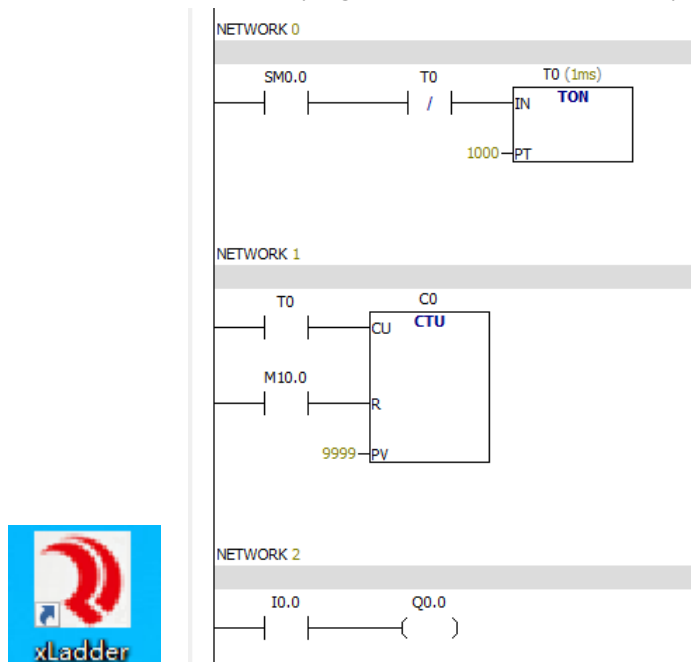 NETWORK 0
SM0.0 T0 T0 (1ms)
/ IN TON
1000 PT
NETWORK 1
T0 C0
CU CTU
M10.0
R
9999 PV
NETWORK 2
I0.0 Q0.0
xLadder